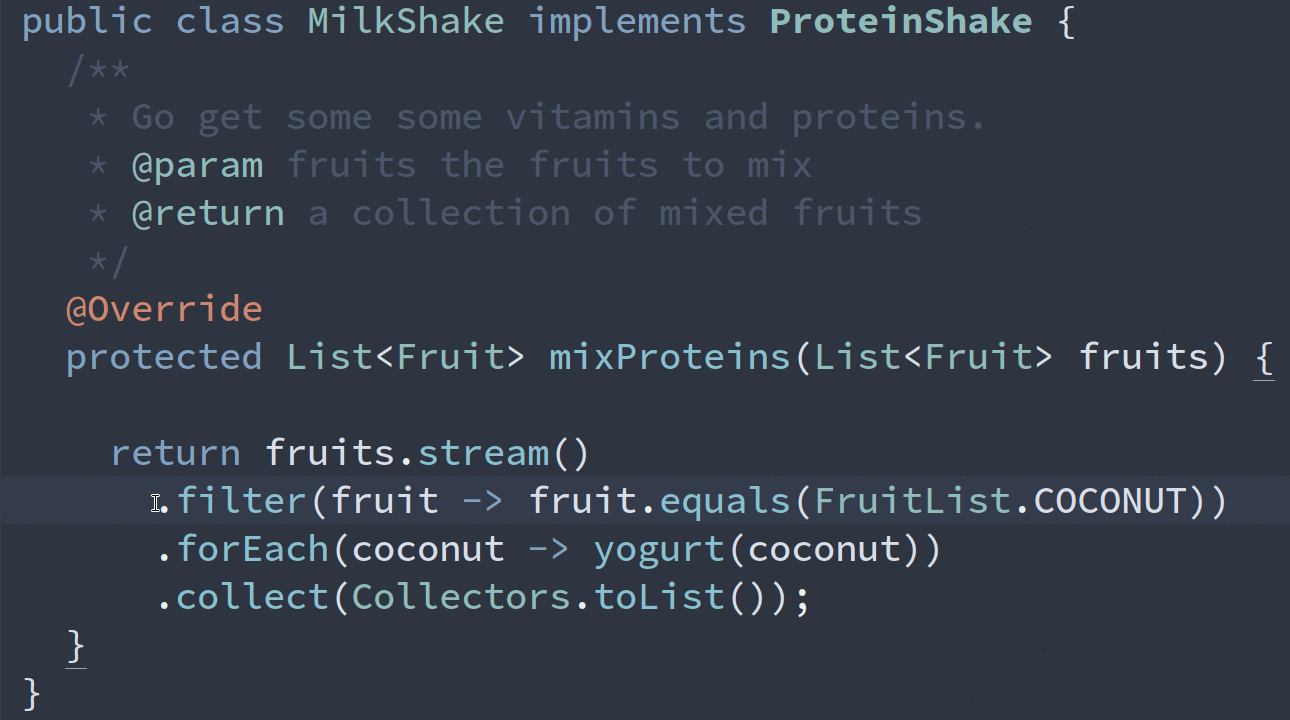 public class MilkShake implements ProteinShake {
  /**
   * Go get some some vitamins and proteins.
   * @param fruits the fruits to mix
   * @return a collection of mixed fruits
   */
  @Override
  protected List<Fruit> mixProteins(List<Fruit> fruits) {

    return fruits.stream()
      .filter(fruit -> fruit.equals(FruitList.COCONUT))
      .forEach(coconut -> yogurt(coconut))
      .collect(Collectors.toList());
  }
}